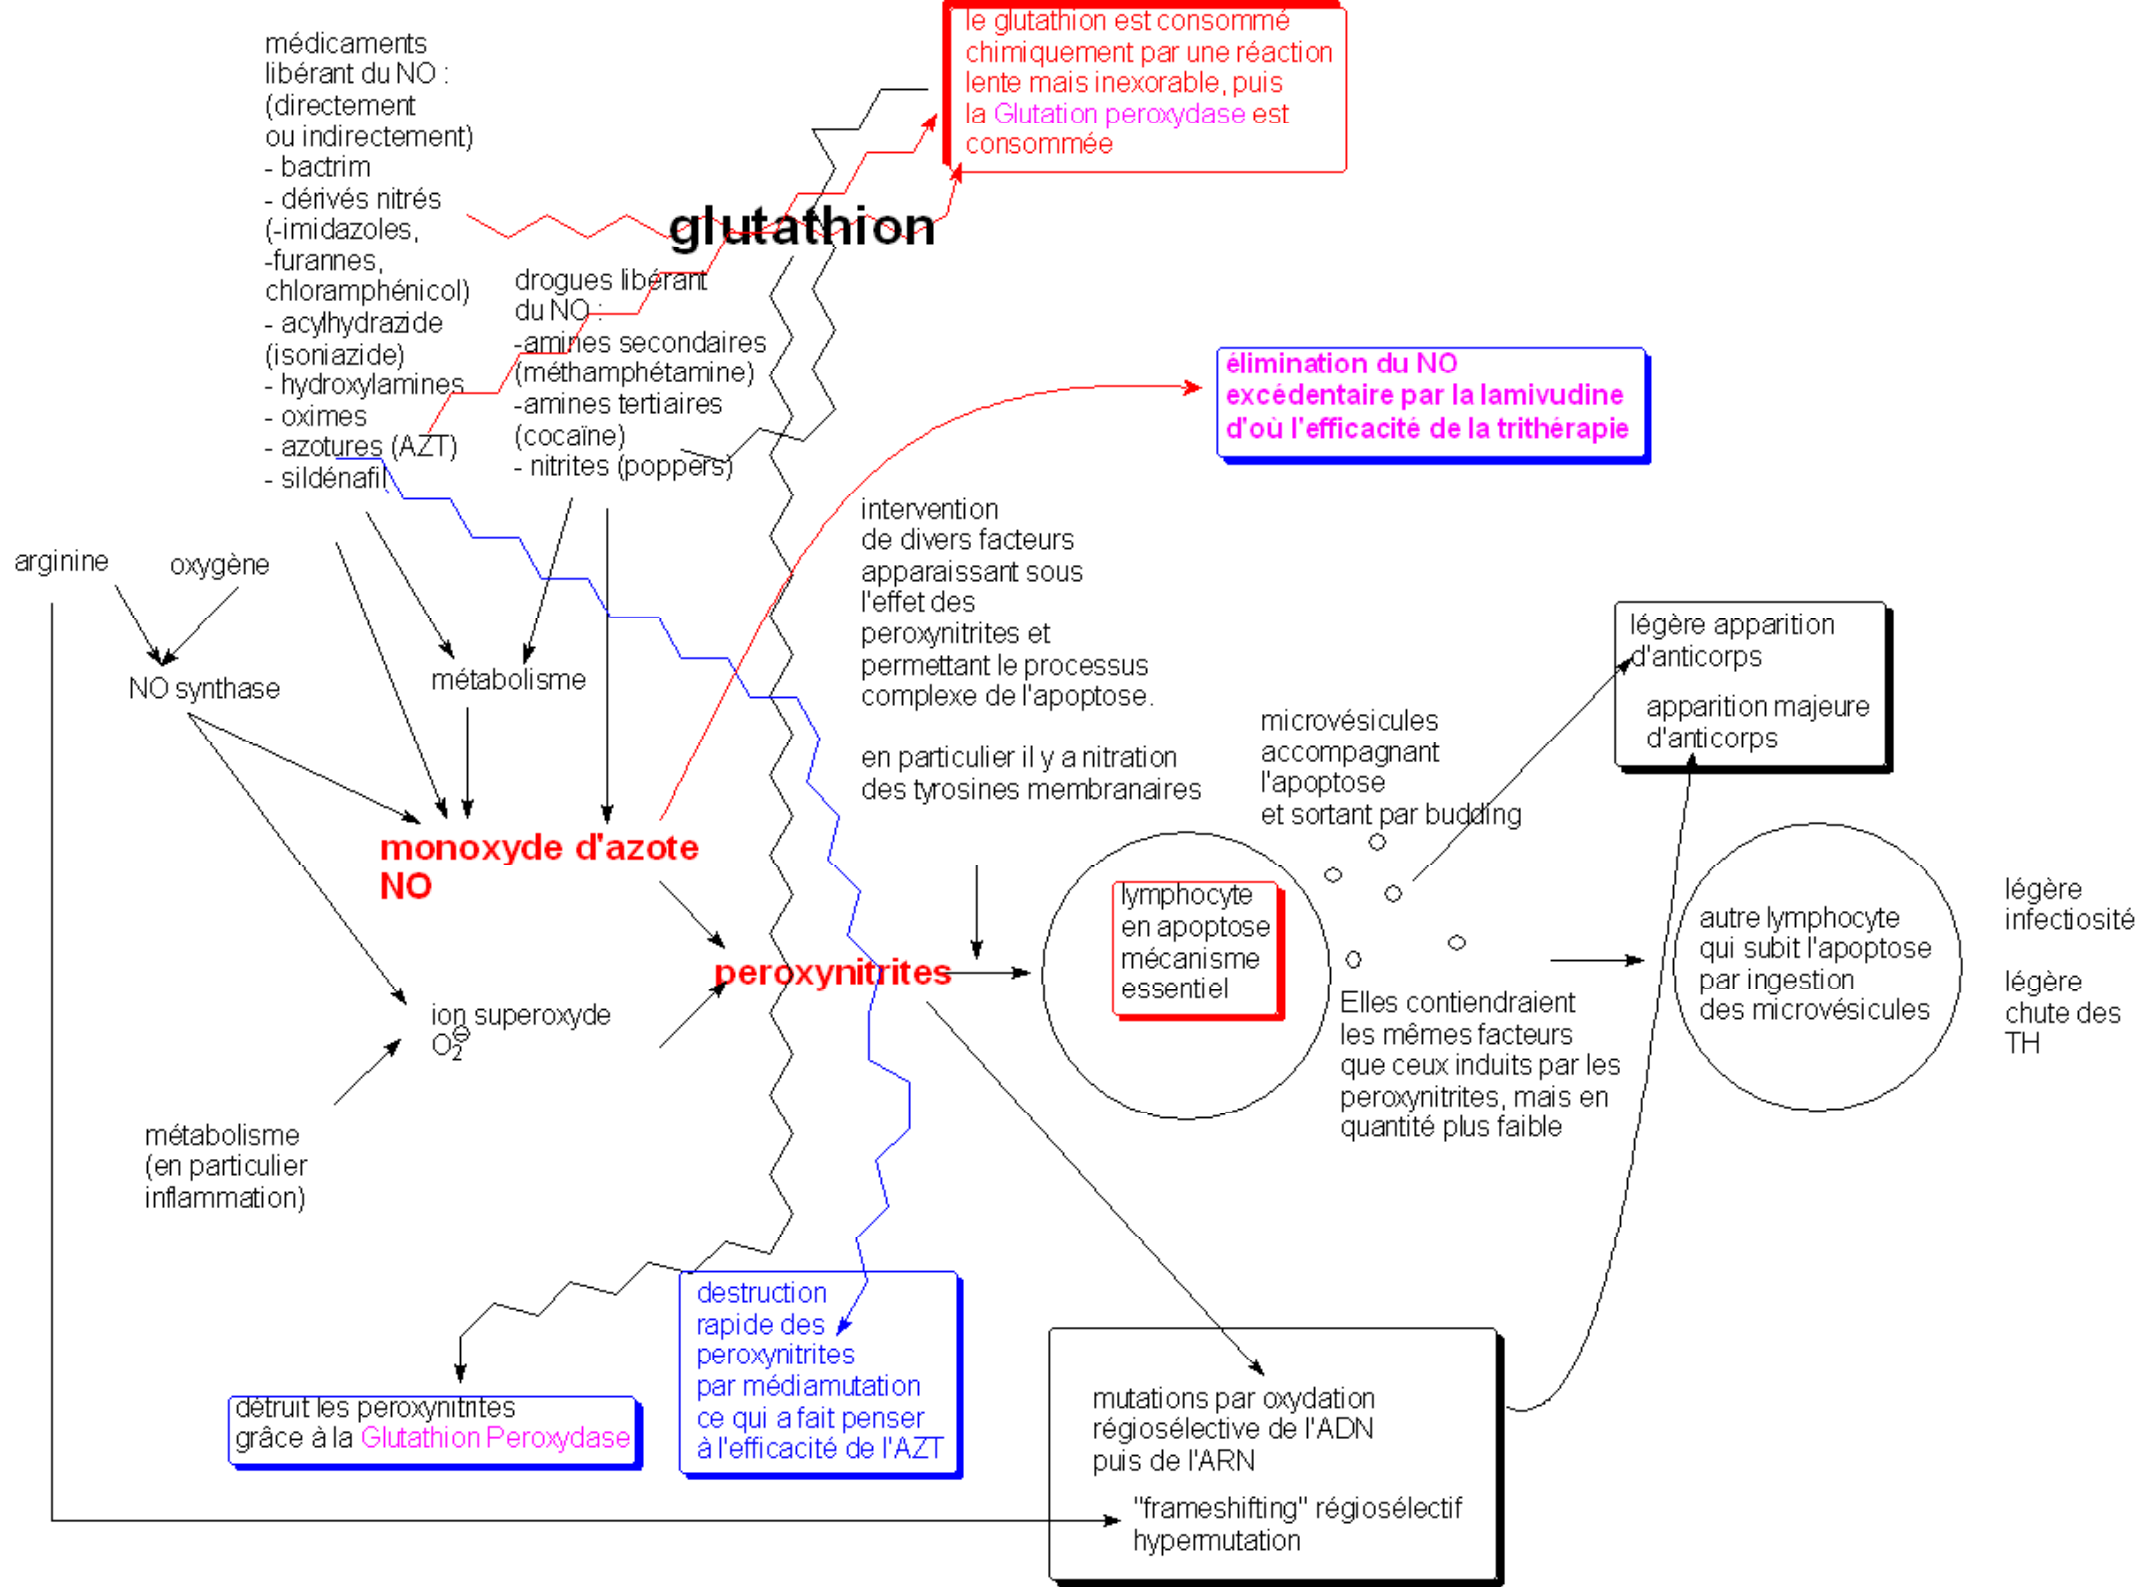 le glutathion est consommé
chimiquement par une réaction
lente mais inexorable, puis
la Glutation peroxydase est
consommée
médicaments
libérant du NO :
(directement
ou indirectement)
- bactrim
- dérivés nitrés
(-imidazoles,
-furannes,
chloramphénicol)
- acylhydrazide
(isoniazide)
- hydroxylamines
- oximes
- azotures (AZT)
- sildénafil
glutathion
drogues libérant
du NO :
-amines secondaires
(méthamphétamine)
-amines tertiaires
(cocaïne)
- nitrites (poppers)
élimination du NO
excédentaire par la lamivudine
d'où l'efficacité de la trithérapie
arginine
oxygène
NO synthase
métabolisme
intervention
de divers facteurs
apparaissant sous
l'effet des
peroxynitrites et
permettant le processus
complexe de l'apoptose.
en particulier il y a nitration
des tyrosines membranaires
légère apparition
d'anticorps
apparition majeure
d'anticorps
microvésicules
accompagnant
l'apoptose
et sortant par budding
monoxyde d'azote
NO
peroxynitrites
lymphocyte
en apoptose
mécanisme
essentiel
autre lymphocyte
qui subit l'apoptose
par ingestion
des microvésicules
légère
infectiosité
légère
chute des
TH
Elles contiendraient
les mêmes facteurs
que ceux induits par les
peroxynitrites, mais en
quantité plus faible
ion superoxyde
O2⊖
métabolisme
(en particulier
inflammation)
destruction
rapide des
peroxynitrites
par médiamutation
ce qui a fait penser
à l'efficacité de l'AZT
détruit les peroxynitrites
grâce à la Glutathion Peroxydase
mutations par oxydation
régiosélective de l'ADN
puis de l'ARN
"frameshifting" régiosélectif
hypermutation